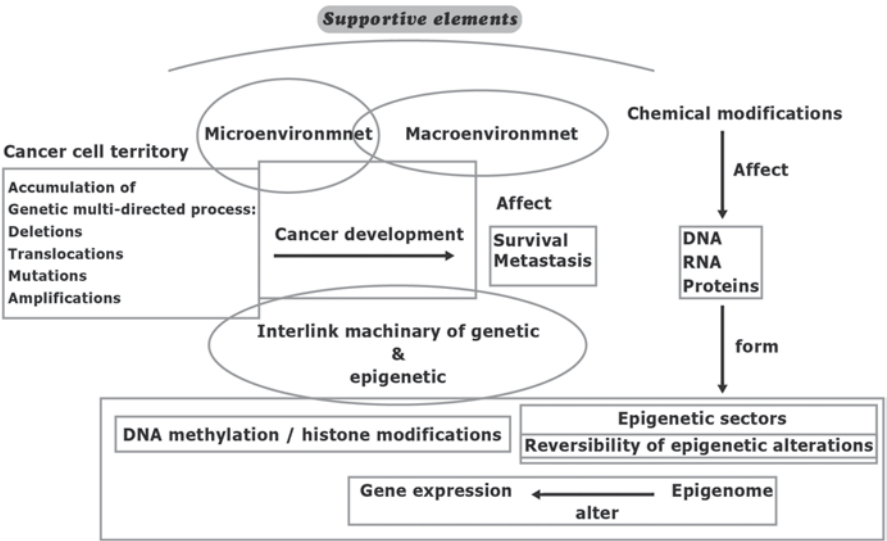 Supportive elements
Microenvironmnet
Macroenvironmnet
Chemical modifications
Cancer cell territory
Affect
Accumulation of
Genetic multi-directed process:
Deletions
Translocations
Mutations
Amplifications
Cancer development
Affect
Survival
Metastasis
DNA
RNA
Proteins
Interlink machinary of genetic
&
epigenetic
form
DNA methylation / histone modifications
Epigenetic sectors
Reversibility of epigenetic alterations
Gene expression
Epigenome
alter